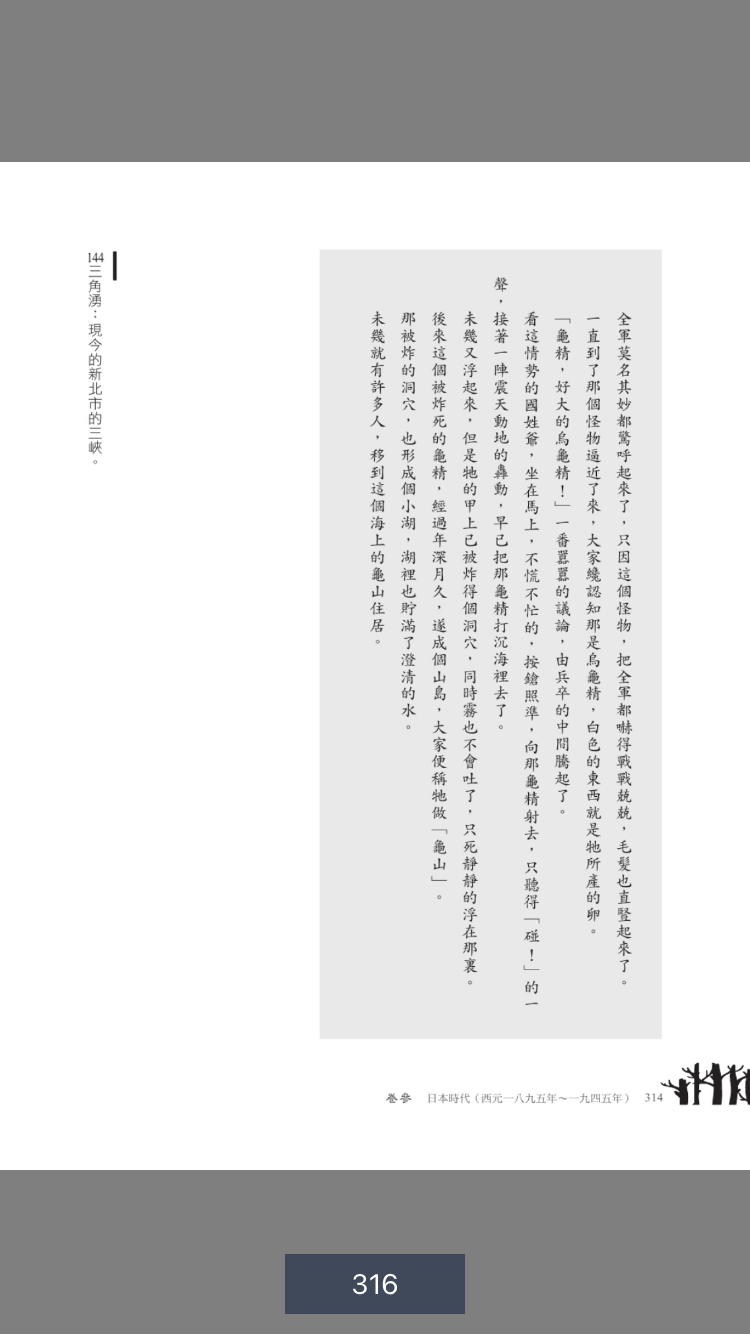 全軍莫名其妙都驚呼起來了，只因這個怪物，把全軍都嚇得戰戰兢兢，毛髮也直豎起來了。
一直到了那個怪物逼近了來，大家纔認知那是烏龜精，白色的東西就是牠所產的卵。
「龜精，好大的烏龜精！」一番囂囂的議論，由兵卒的中間騰起了。
看這情勢的國姓爺，坐在馬上，不慌不忙的，按鎗照準，向那龜精射去，只聽得「碰！」的一
聲，接著一陣震天動地的轟動，早已把那龜精打沉海裡去了。
未幾又浮起來，但是牠的甲上已被炸得個洞穴，同時霧也不會吐了，只死靜靜的浮在那裏。
後來這個被炸死的龜精，經過年深月久，遂成個山島，大家便稱牠做「龜山」。
那被炸的洞穴，也形成個小湖，湖裡也貯滿了澄清的水。
未幾就有許多人，移到這個海上的龜山住居。
144三角湧：現今的新北市的三峽。
卷參 日本時代（西元一八九五年～一九四五年） 314
316